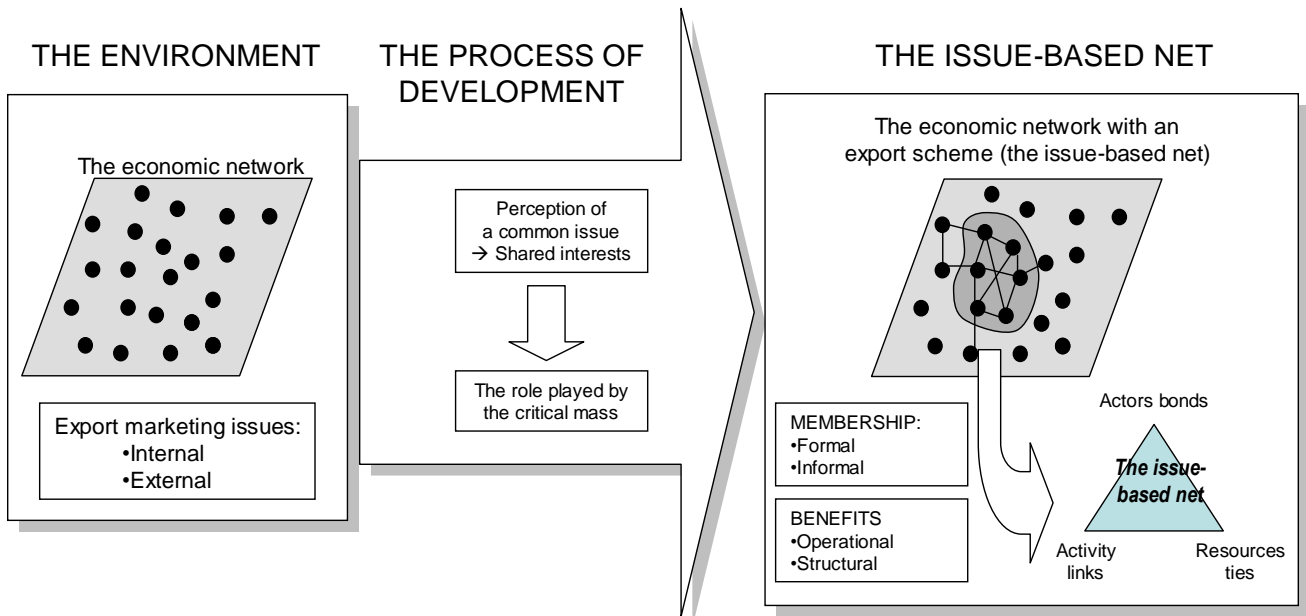 THE ENVIRONMENT
The economic network
Export marketing issues:
•Internal
•External
THE PROCESS OF
DEVELOPMENT
Perception of
a common issue
→ Shared interests
The role played by
the critical mass
THE ISSUE-BASED NET
The economic network with an
export scheme (the issue-based net)
MEMBERSHIP:
•Formal
•Informal
BENEFITS
•Operational
•Structural
Actors bonds
The issue-
based net
Activity
links
Resources
ties